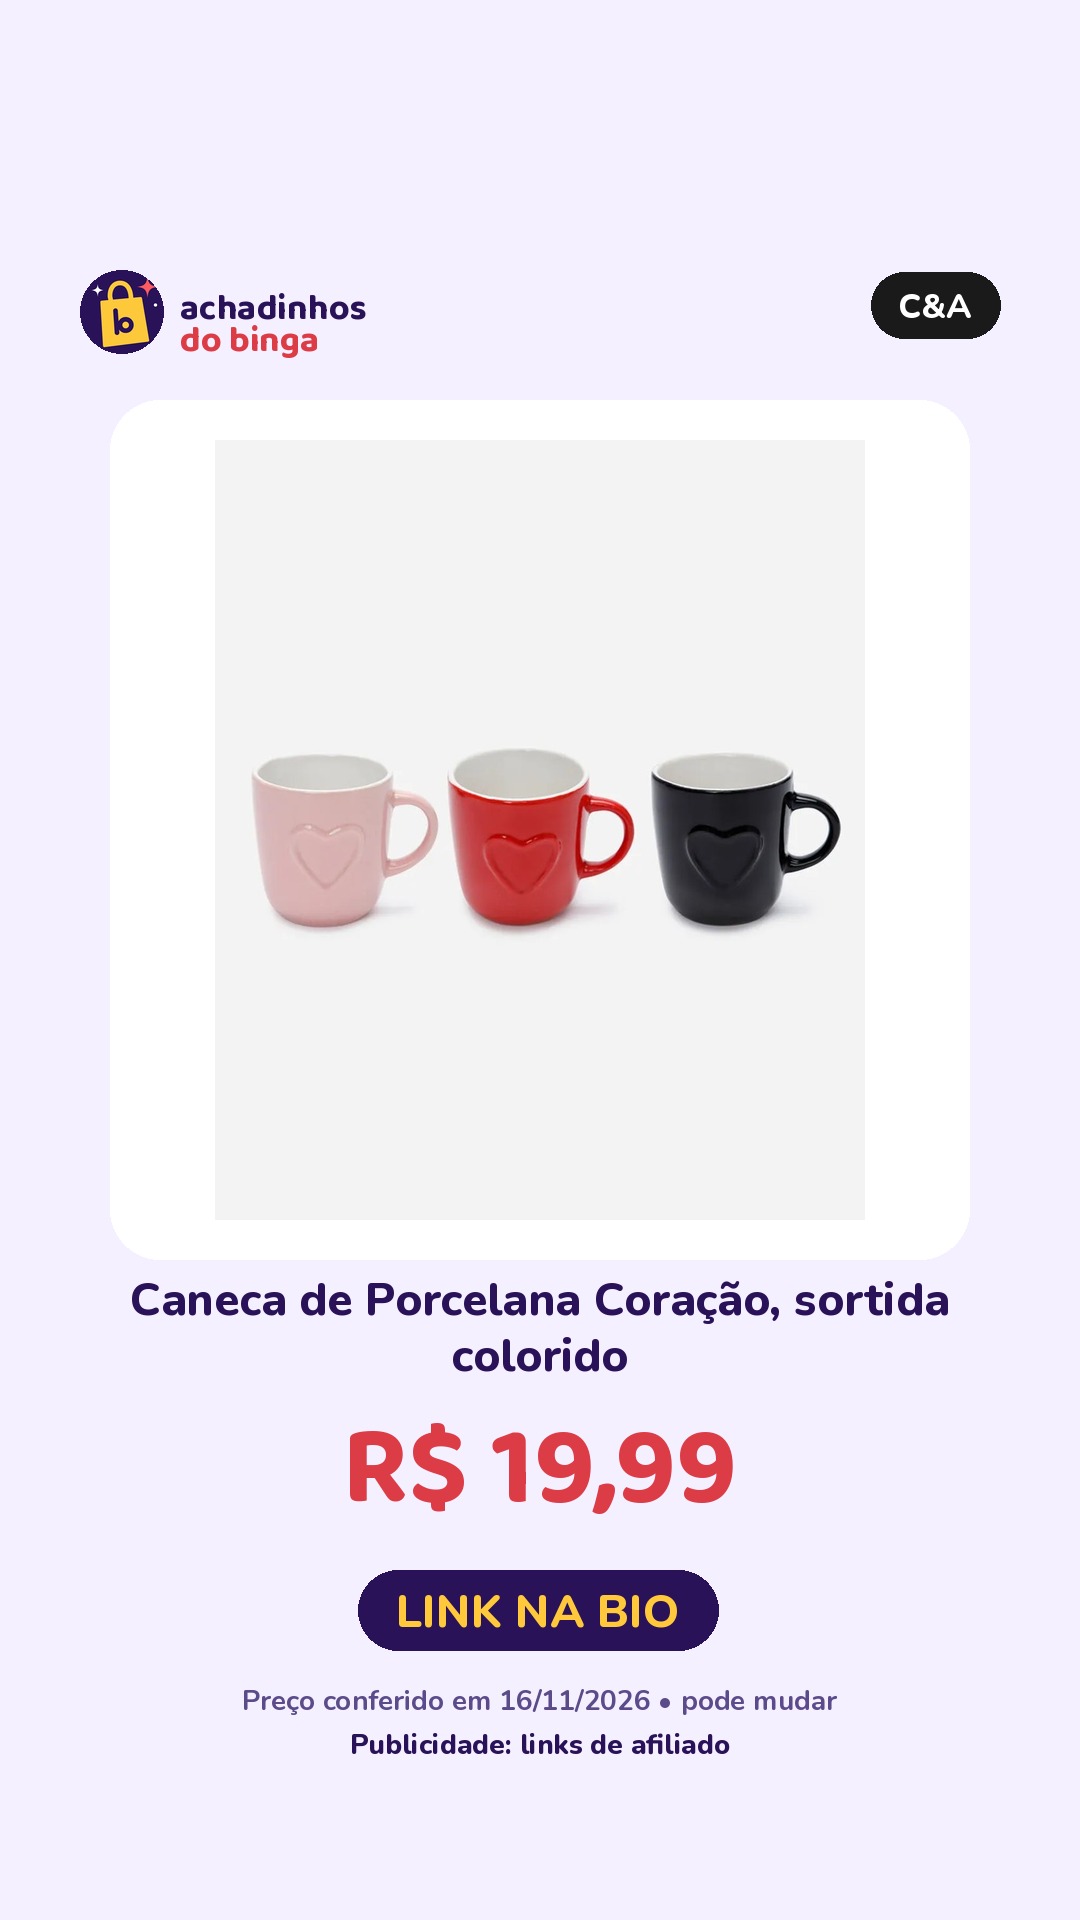 b
achadinhos
do binga
C&A
Caneca de Porcelana Coração, sortida
colorido
R$ 19,99
LINK NA BIO
Preço conferido em 16/11/2026 • pode mudar
Publicidade: links de afiliado